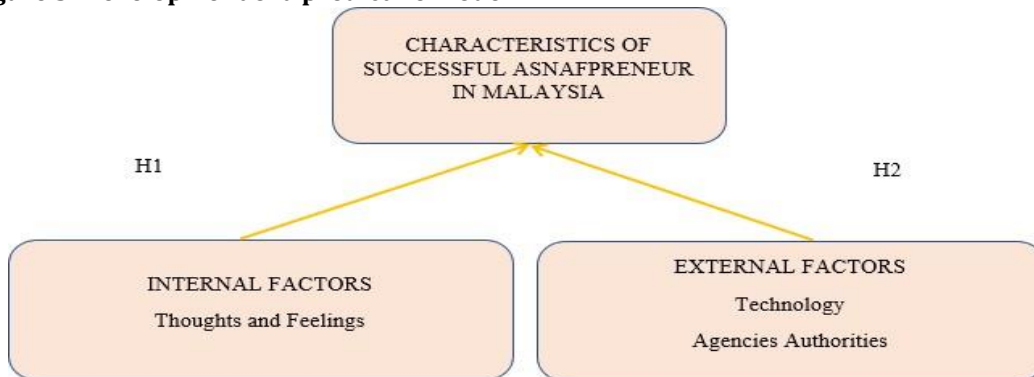 CHARACTERISTICS OF
SUCCESSFUL ASNAFPRENEUR
IN MALAYSIA
H1
H2
INTERNAL FACTORS
Thoughts and Feelings
EXTERNAL FACTORS
Technology
Agencies Authorities